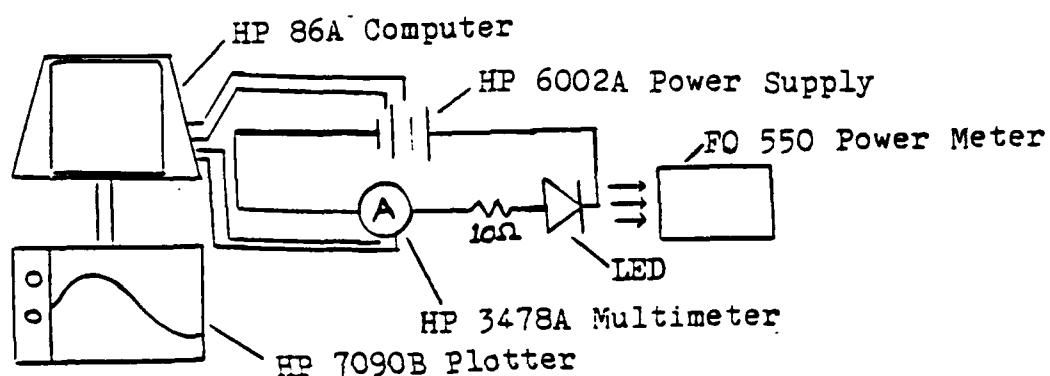 HP 86A Computer
HP 6002A Power Supply
FO 550 Power Meter
A
10Ω
LED
HP 3478A Multimeter
HP 7090B Plotter